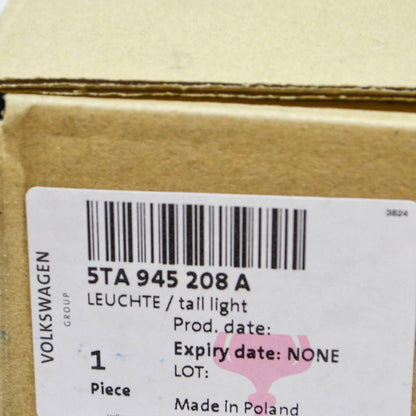 3624
VOLKSWAGEN
GROUP
5TA 945 208 A
LEUCHTE / tail light
Prod. date:
Expiry date: NONE
1
LOT:
Piece
Made in Poland